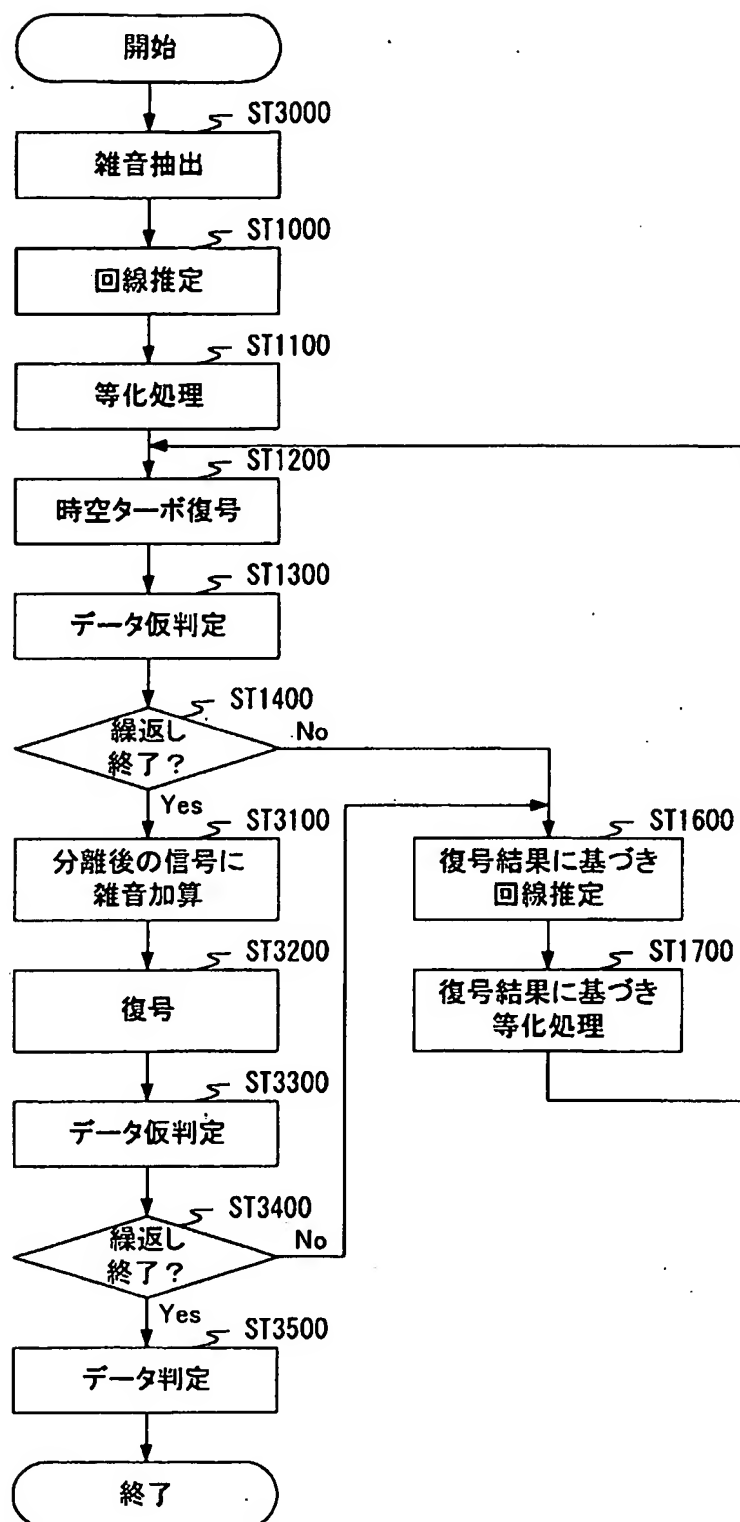 開始
ST3000
雑音抽出
ST1000
回線推定
ST1100
等化処理
ST1200
時空ターボ復号
ST1300
データ仮判定
ST1400
繰返し
終了?
No
Yes
ST3100
分離後の信号に
雑音加算
ST1600
復号結果に基づき
回線推定
ST3200
復号
ST1700
復号結果に基づき
等化処理
ST3300
データ仮判定
ST3400
繰返し
終了?
No
Yes
ST3500
データ判定
終了